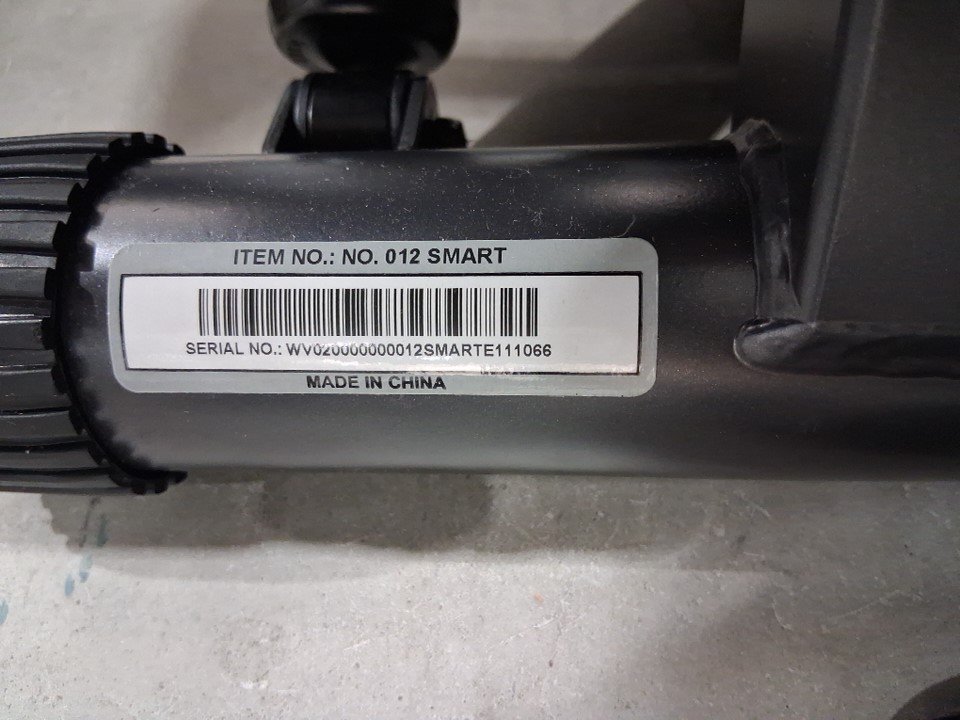 ITEM NO.: NO. 012 SMART
SERIAL NO.: WV020000000012SMARTE111066
MADE IN CHINA